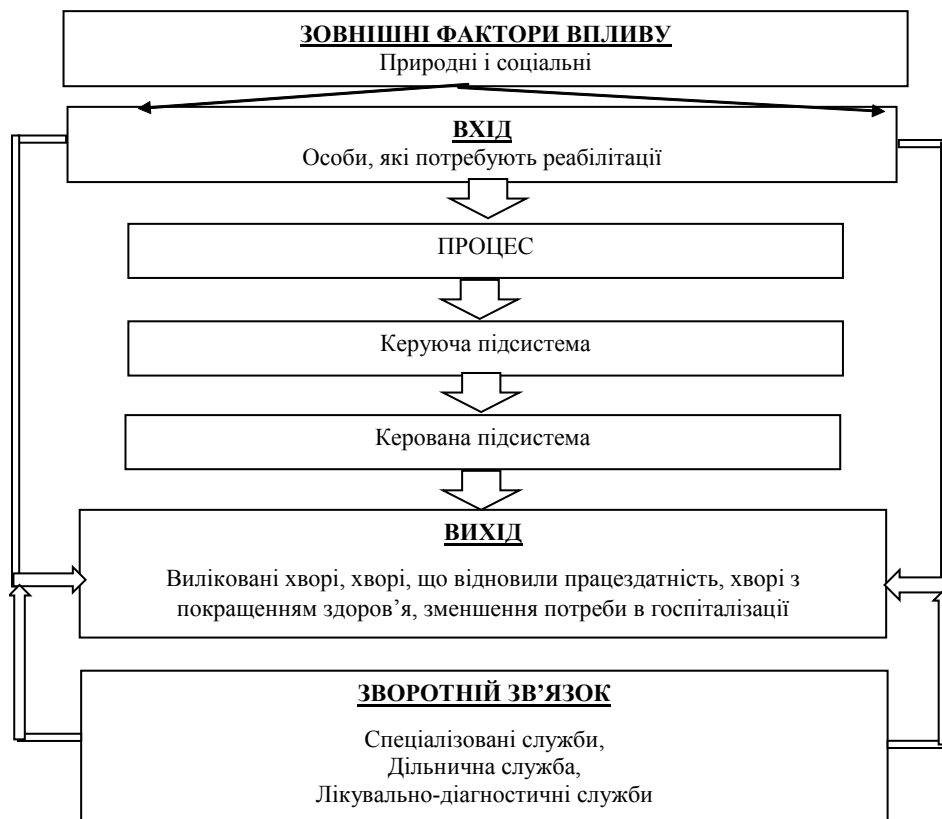 ЗОВНІШНІ ФАКТОРИ ВПЛИВУ
Природні і соціальні
ВХІД
Особи, які потребують реабілітації
ПРОЦЕС
Керуюча підсистема
Керована підсистема
ВИХІД
Виліковані хворі, хворі, що відновили працездатність, хворі з
покращенням здоров’я, зменшення потреби в госпіталізації
ЗВОРОТНІЙ ЗВ’ЯЗОК
Спеціалізовані служби,
Дільнична служба,
Лікувально-діагностичні служби